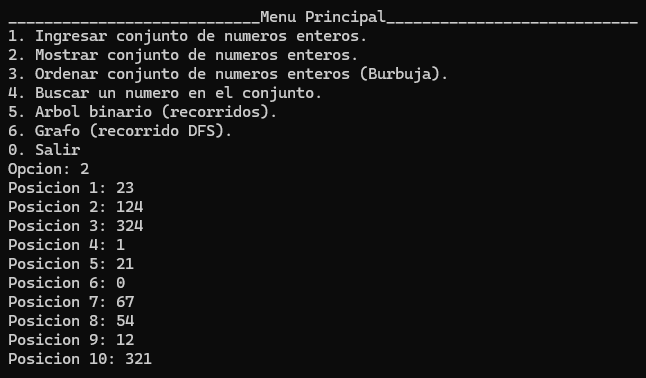 ____________________________Menu Principal____________________________
1. Ingresar conjunto de numeros enteros.
2. Mostrar conjunto de numeros enteros.
3. Ordenar conjunto de numeros enteros (Burbuja).
4. Buscar un numero en el conjunto.
5. Arbol binario (recorridos).
6. Grafo (recorrido DFS).
0. Salir
Opcion: 2
Posicion 1: 23
Posicion 2: 124
Posicion 3: 324
Posicion 4: 1
Posicion 5: 21
Posicion 6: 0
Posicion 7: 67
Posicion 8: 54
Posicion 9: 12
Posicion 10: 321